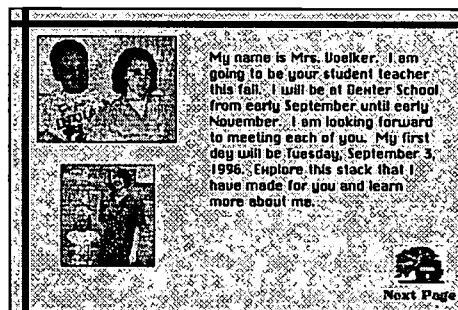 My name is Mrs. Voelker. I am
going to be your student teacher
this fall. I will be at Dexter School
from early September until early
November. I am looking forward
to meeting each of you. My first
day will be Tuesday, September 3,
1996. Explore this stack that I
have made for you and learn
more about me.
INDIANS
Next Page